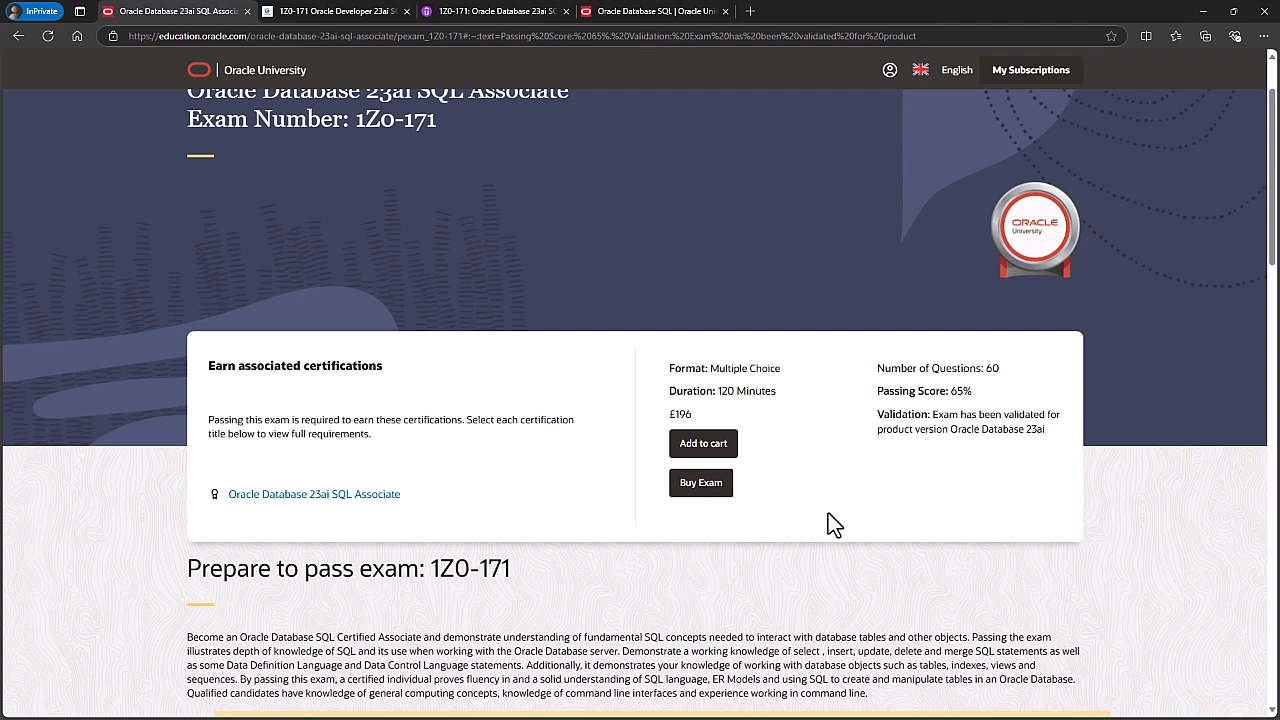 InPrivate
Oracle Database 23ai SQL Associate
1Z0-171 Oracle Developer 23ai S
1Z0-171: Oracle Database 23ai SC
Oracle Database SQL | Oracle Uni
https://education.oracle.com/oracle-database-23ai-sql-associate/pexam_1Z0-171#:~:text=Passing%20Score:%2065%.%20Validation:%20Exam%20has%20been%20validated%20for%20product
Oracle University
English
My Subscriptions
Oracle Database 23ai SQL Associate
Exam Number: 1Z0-171
ORACLE
University
Earn associated certifications
Passing this exam is required to earn these certifications. Select each certification
title below to view full requirements.
Oracle Database 23ai SQL Associate
Format: Multiple Choice
Duration: 120 Minutes
£196
Add to cart
Buy Exam
Number of Questions: 60
Passing Score: 65%
Validation: Exam has been validated for
product version Oracle Database 23ai
Prepare to pass exam: 1Z0-171
Become an Oracle Database SQL Certified Associate and demonstrate understanding of fundamental SQL concepts needed to interact with database tables and other objects. Passing the exam
illustrates depth of knowledge of SQL and its use when working with the Oracle Database server. Demonstrate a working knowledge of select , insert, update, delete and merge SQL statements as well
as some Data Definition Language and Data Control Language statements. Additionally, it demonstrates your knowledge of working with database objects such as tables, indexes, views and
sequences. By passing this exam, a certified individual proves fluency in and a solid understanding of SQL language, ER Models and using SQL to create and manipulate tables in an Oracle Database.
Qualified candidates have knowledge of general computing concepts, knowledge of command line interfaces and experience working in command line.